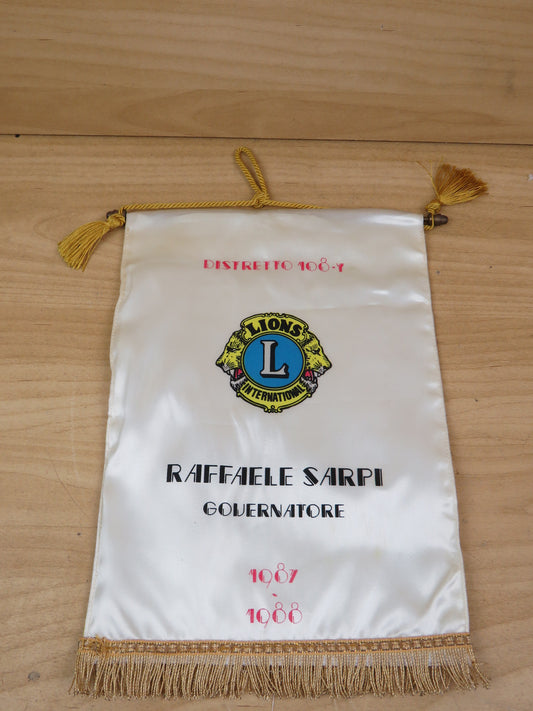 DISTRETTO 108-Y
LIONS
L
INTERNATIONAL
RAFFAELE SARPI
GOVERNATORE
1987
-
1988